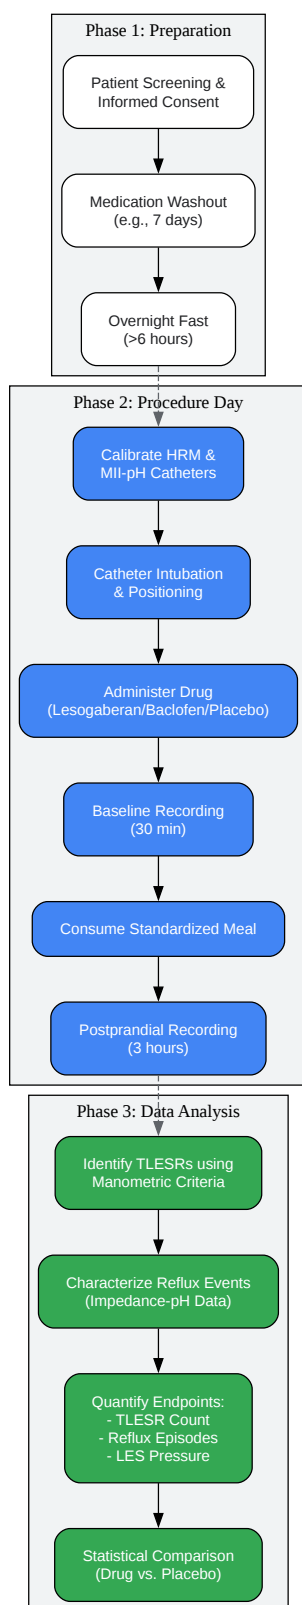 Phase 1: Preparation
Patient Screening &
Informed Consent
Medication Washout
(e.g., 7 days)
Overnight Fast
(>6 hours)
Phase 2: Procedure Day
Calibrate HRM &
MII-pH Catheters
Catheter Intubation
& Positioning
Administer Drug
(Lesogaberan/Baclofen/Placebo)
Baseline Recording
(30 min)
Consume Standardized Meal
Postprandial Recording
(3 hours)
Phase 3: Data Analysis
Identify TLESRs using
Manometric Criteria
Characterize Reflux Events
(Impedance-pH Data)
Quantify Endpoints:
- TLESR Count
- Reflux Episodes
- LES Pressure
Statistical Comparison
(Drug vs. Placebo)